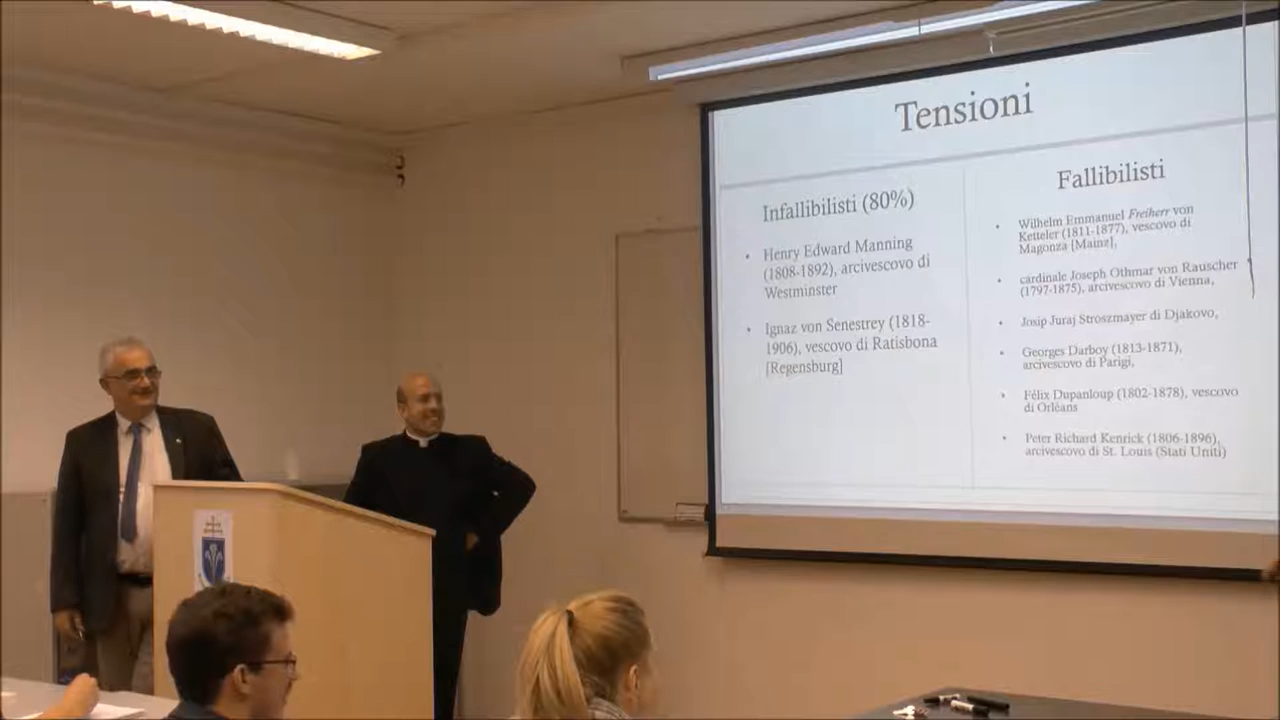 Tensioni
Infallibilisti (80%)
• Henry Edward Manning
(1808-1892), arcivescovo di
Westminster
• Ignaz von Senestrey (1818-
1906), vescovo di Ratisbona
[Regensburg]
Fallibilisti
• Wilhelm Emmanuel Freiherr von
Ketteler (1811-1877), vescovo di
Magonza [Mainz],
• cardinale Joseph Othmar von Rauscher
(1797-1875), arcivescovo di Vienna,
• Josip Juraj Stroszmayer di Djakovo,
• Georges Darboy (1813-1871),
arcivescovo di Parigi,
• Félix Dupanloup (1802-1878), vescovo
di Orléans
• Peter Richard Kenrick (1806-1896),
arcivescovo di St. Louis (Stati Uniti)